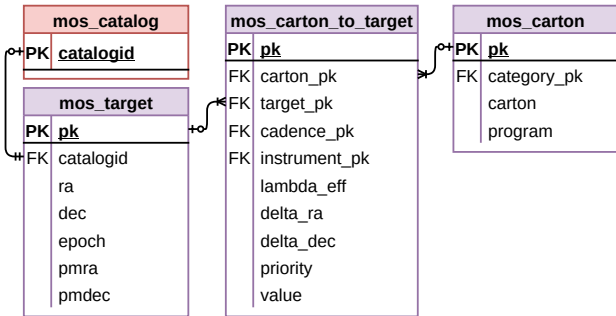 mos_catalog
PK catalogid
mos_target
PK pk
FK catalogid
ra
dec
epoch
pmra
pmdec
mos_carton_to_target
PK pk
FK carton_pk
FK target_pk
FK cadence_pk
FK instrument_pk
lambda_eff
delta_ra
delta_dec
priority
value
mos_carton
PK pk
FK category_pk
carton
program